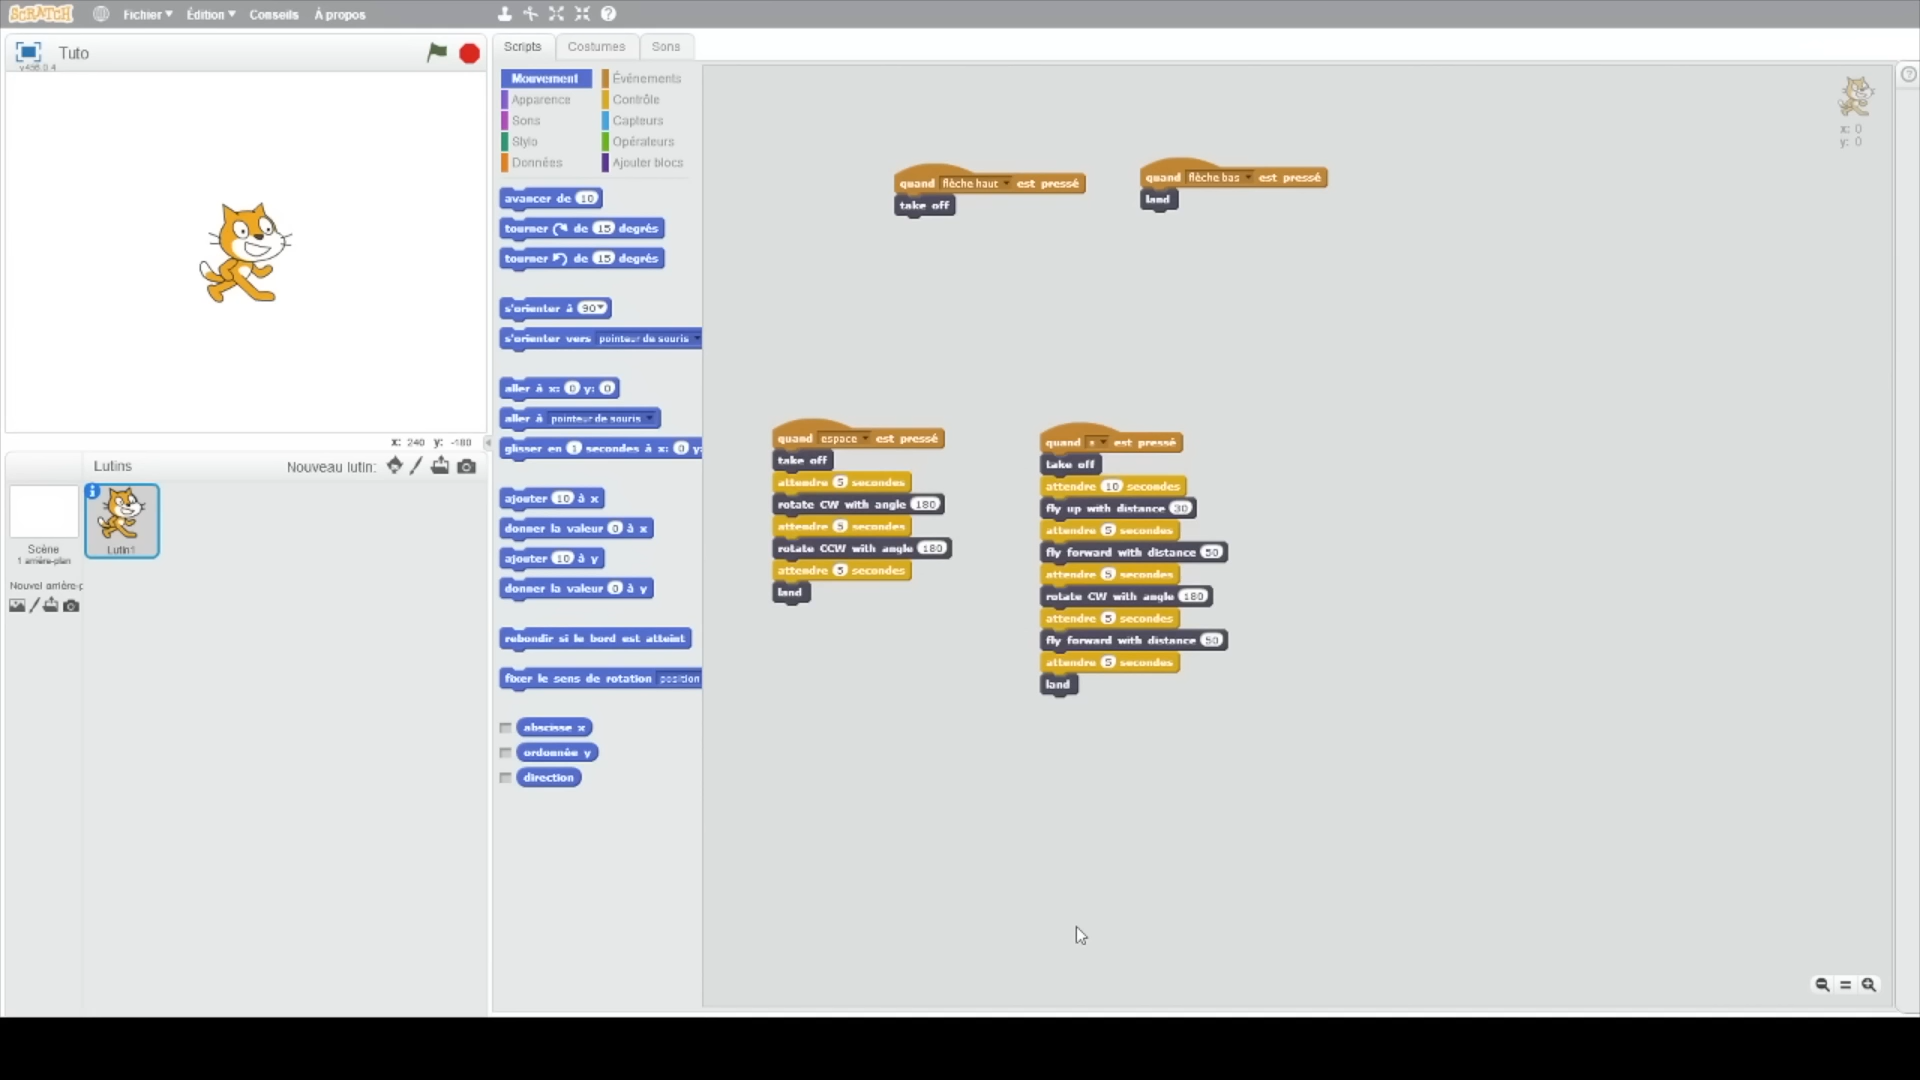 SCRATCH Fichier Édition Conseils À propos
Tuto
v456.0.4
Scripts Costumes Sons
Mouvement Événements
Apparence Contrôle
Sons Capteurs
Stylo Opérateurs
Données Ajouter blocs
avancer de 10
tourner de 15 degrés
tourner de 15 degrés
s'orienter à 90
s'orienter vers pointeur de souris
aller à x: 0 y: 0
aller à pointeur de souris
glisser en 1 secondes à x: 0 y:
ajouter 10 à x
donner la valeur 0 à x
ajouter 10 à y
donner la valeur 0 à y
rebondir si le bord est atteint
fixer le sens de rotation position
abscisse x
ordonnée y
direction
x: 240 y: -180
Lutins Nouveau lutin:
Scène
1 arrière-plan
Lutin1
Nouvel arrière-p
quand flèche haut est pressé
take off
quand flèche bas est pressé
land
x: 0
y: 0
quand espace est pressé
take off
attendre 5 secondes
rotate CW with angle 180
attendre 5 secondes
rotate CCW with angle 180
attendre 5 secondes
land
quand est pressé
take off
attendre 10 secondes
fly up with distance 30
attendre 5 secondes
fly forward with distance 50
attendre 5 secondes
rotate CW with angle 180
attendre 5 secondes
fly forward with distance 50
attendre 5 secondes
land